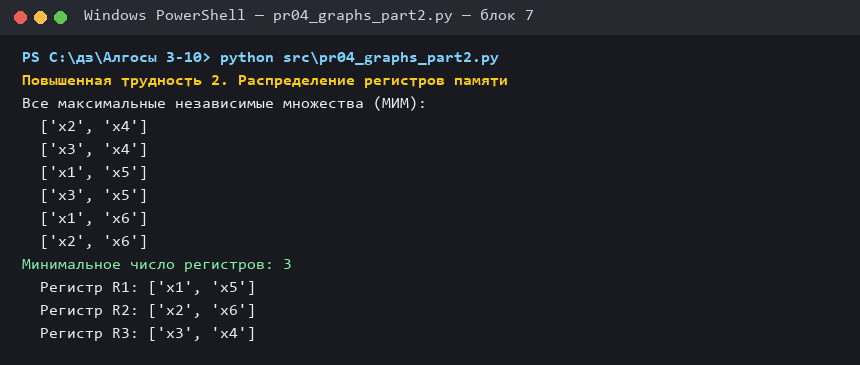 Windows PowerShell — pr04_graphs_part2.py — блок 7
PS C:\дз\Алгосы 3-10> python src\pr04_graphs_part2.py
Повышенная трудность 2. Распределение регистров памяти
Все максимальные независимые множества (МИМ):
['x2', 'x4']
['x3', 'x4']
['x1', 'x5']
['x3', 'x5']
['x1', 'x6']
['x2', 'x6']
Минимальное число регистров: 3
Регистр R1: ['x1', 'x5']
Регистр R2: ['x2', 'x6']
Регистр R3: ['x3', 'x4']